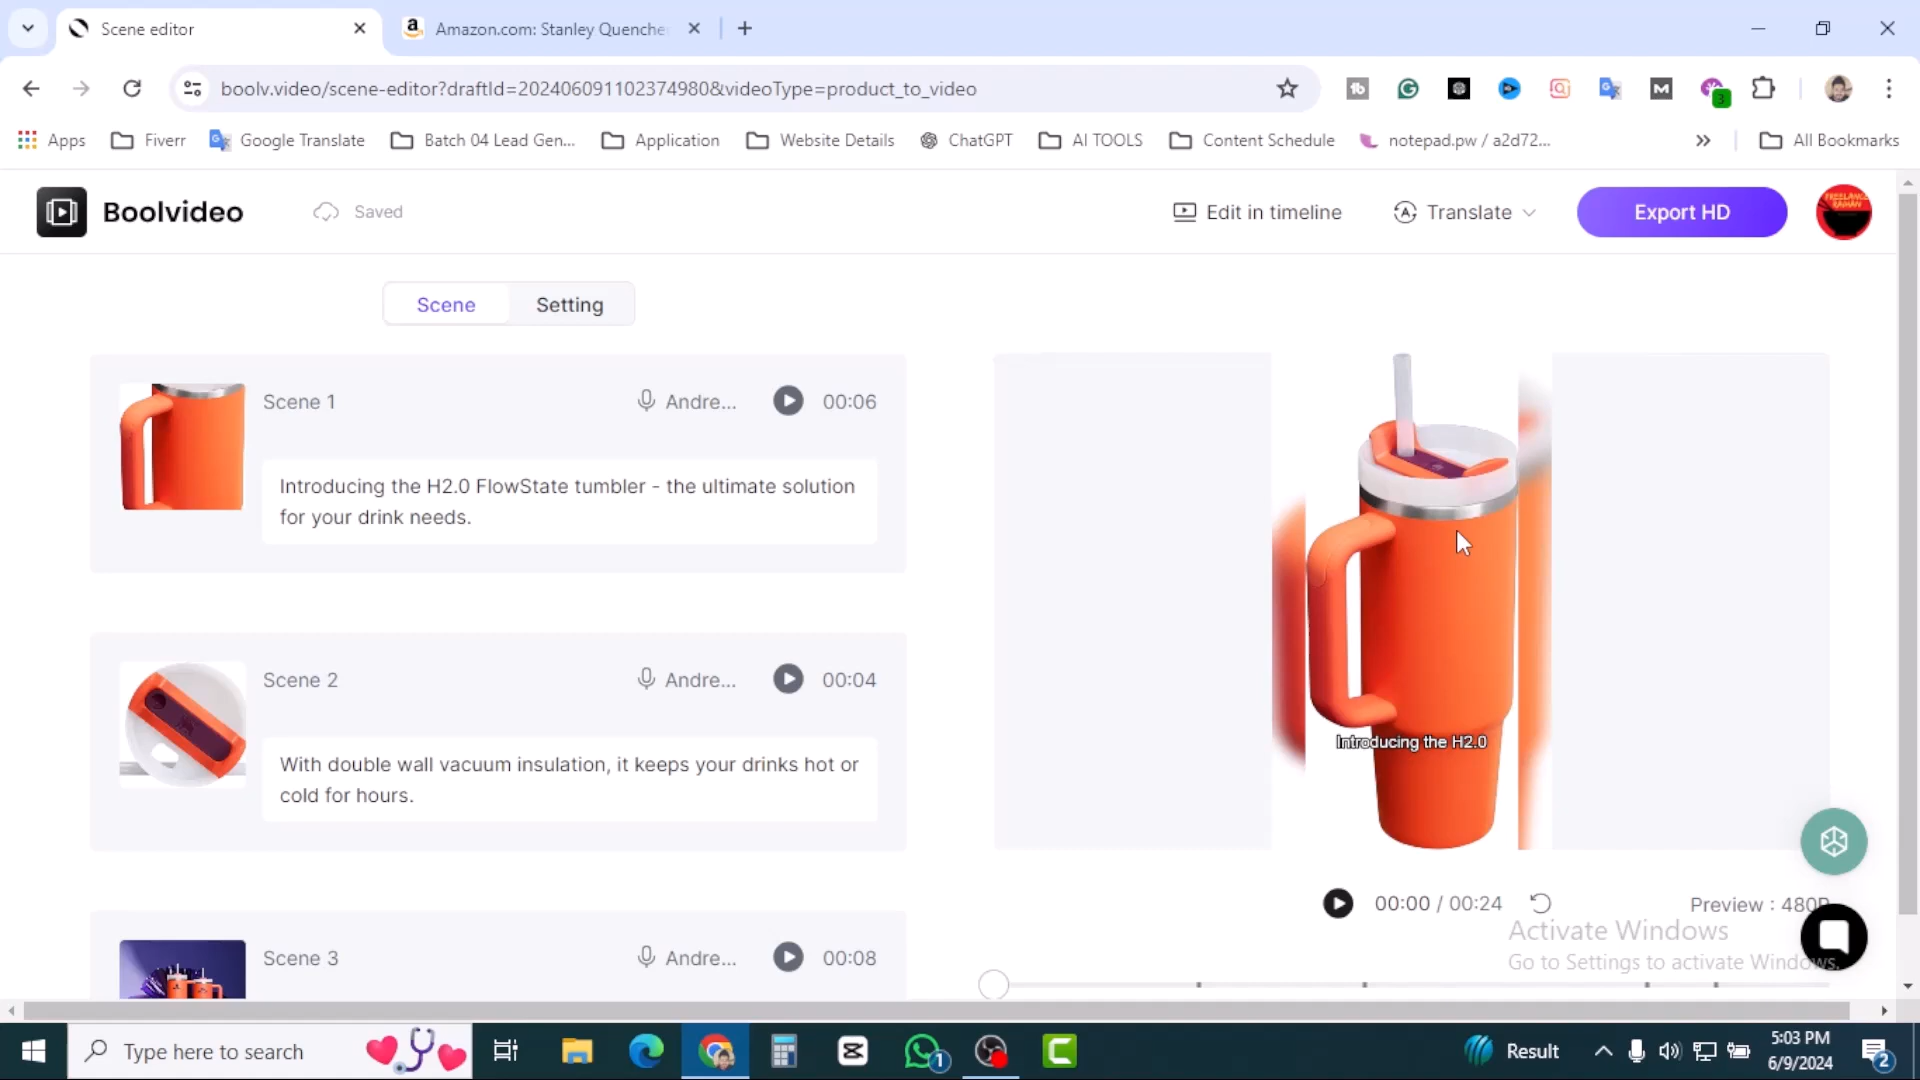 Scene editor
Amazon.com: Stanley Quenche
boolv.video/scene-editor?draftId=202406091102374980&videoType=product_to_video
3
Apps
Fiverr
Google Translate
Batch 04 Lead Gen...
Application
Website Details
ChatGPT
AI TOOLS
Content Schedule
notepad.pw / a2d72...
All Bookmarks
Boolvideo
Saved
Edit in timeline
Translate
Export HD
Scene
Setting
Scene 1
Andre...
00:06
Introducing the H2.0 FlowState tumbler - the ultimate solution
for your drink needs.
Scene 2
Andre...
00:04
With double wall vacuum insulation, it keeps your drinks hot or
cold for hours.
Scene 3
Andre...
00:08
Introducing the H2.0
00:00 / 00:24
Preview : 480P
Activate Windows
Go to Settings to activate Windows.
Type here to search
1
Result
5:03 PM
6/9/2024
2